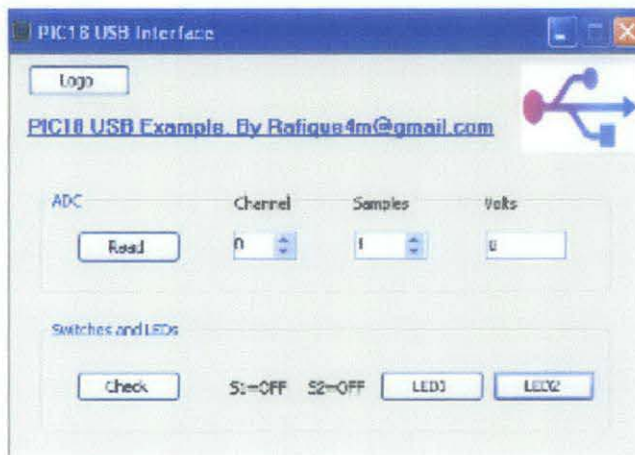 PIC18 USB Interface
Logo
PIC18 USB Example. By Rafique4m@gmail.com
ADC Channel Samples Volts
Read 0 1 0
Switches and LEDs
Check S1=OFF S2=OFF LED1 LED2